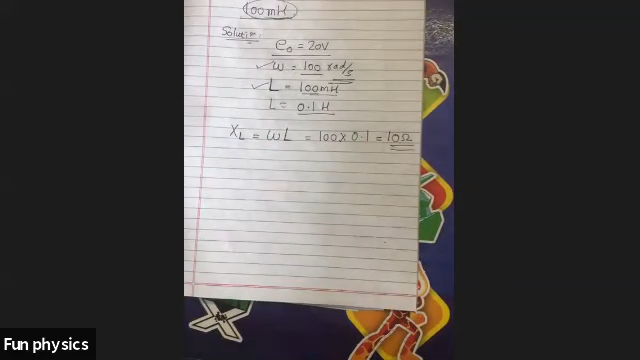 100mH
Solution
e₀ = 20V
✓ω = 100 rad/s
✓L = 100mH
L = 0.1 H
X_L = ωL = 100 × 0.1 = 10Ω
Fun physics